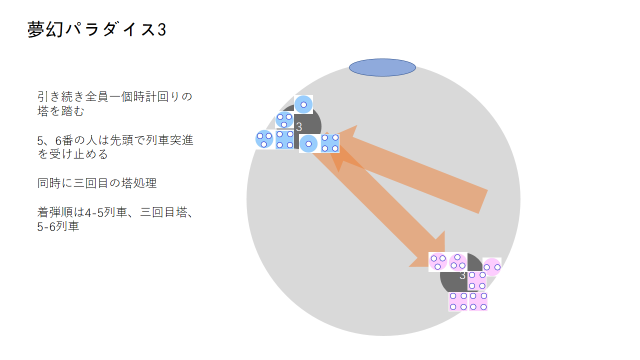 夢幻パラダイス3
引き続き全員一個時計回りの
塔を踏む
5、6番の人は先頭で列車突進
を受け止める
同時に三回目の塔処理
着弾順は4-5列車、三回目塔、
5-6列車
3
3